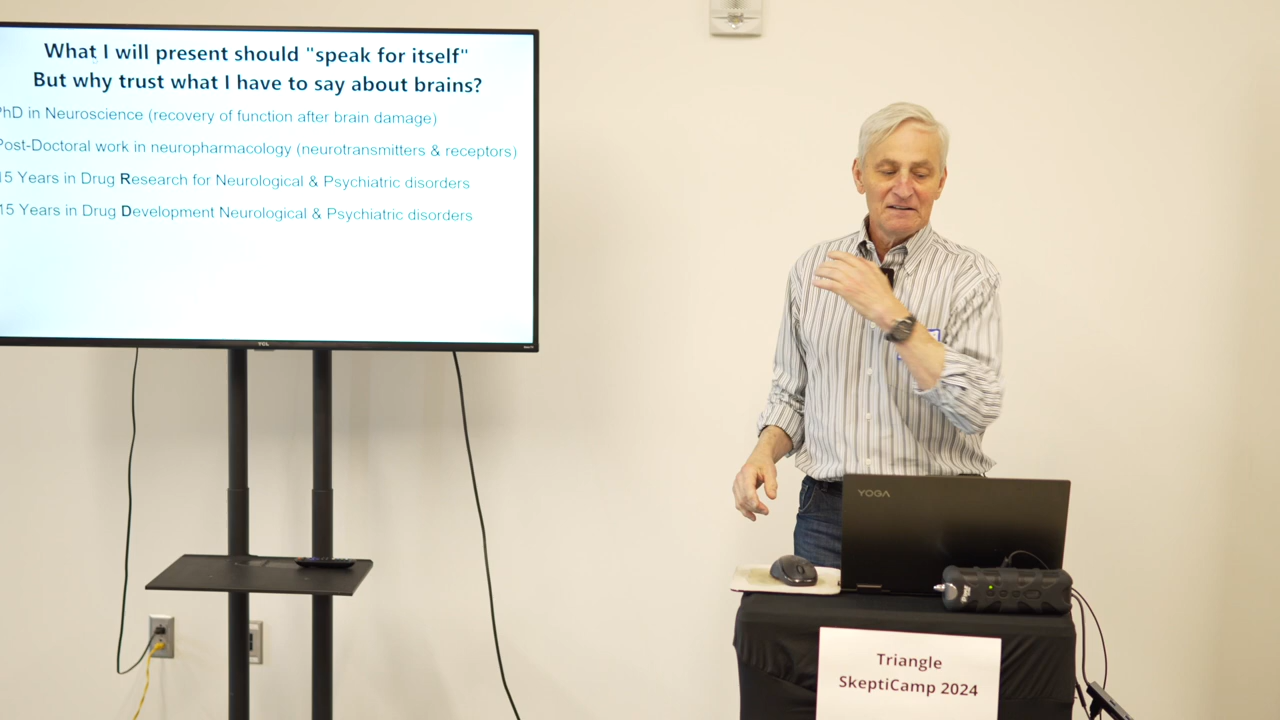 What I will present should "speak for itself"
But why trust what I have to say about brains?
PhD in Neuroscience (recovery of function after brain damage)
Post-Doctoral work in neuropharmacology (neurotransmitters & receptors)
15 Years in Drug Research for Neurological & Psychiatric disorders
15 Years in Drug Development Neurological & Psychiatric disorders
TCL
YOGA
Triangle
SkeptiCamp 2024